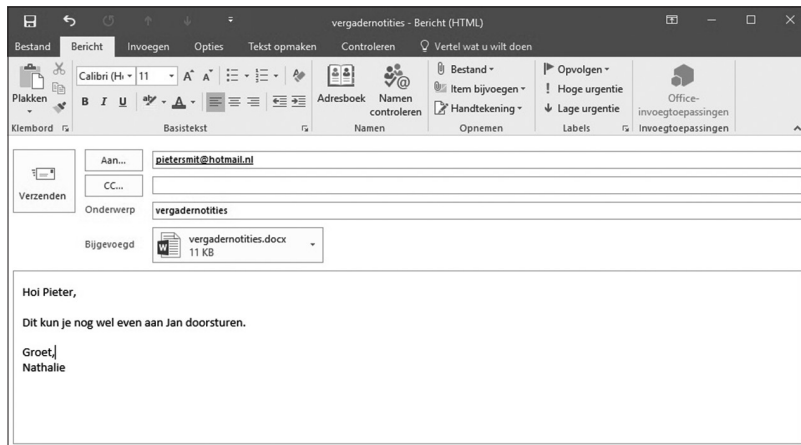 vergadernotities - Bericht (HTML)
Bestand Bericht Invoegen Opties Tekst opmaken Controleren Vertel wat u wilt doen
Plakken
Klembord
Calibri (H 11 A A
B I U ab A
Basistekst
Adresboek Namen controleren
Namen
Bestand
Item bijvoegen
Handtekening
Opnemen
Opvolgen
Hoge urgentie
Lage urgentie
Labels
Office-invoegtoepassingen
Invoegtoepassingen
Verzenden
Aan... pietersmit@hotmail.nl
CC...
Onderwerp vergadernotities
Bijgevoegd vergadernotities.docx
11 KB
Hoi Pieter,
Dit kun je nog wel even aan Jan doorsturen.
Groet,
Nathalie